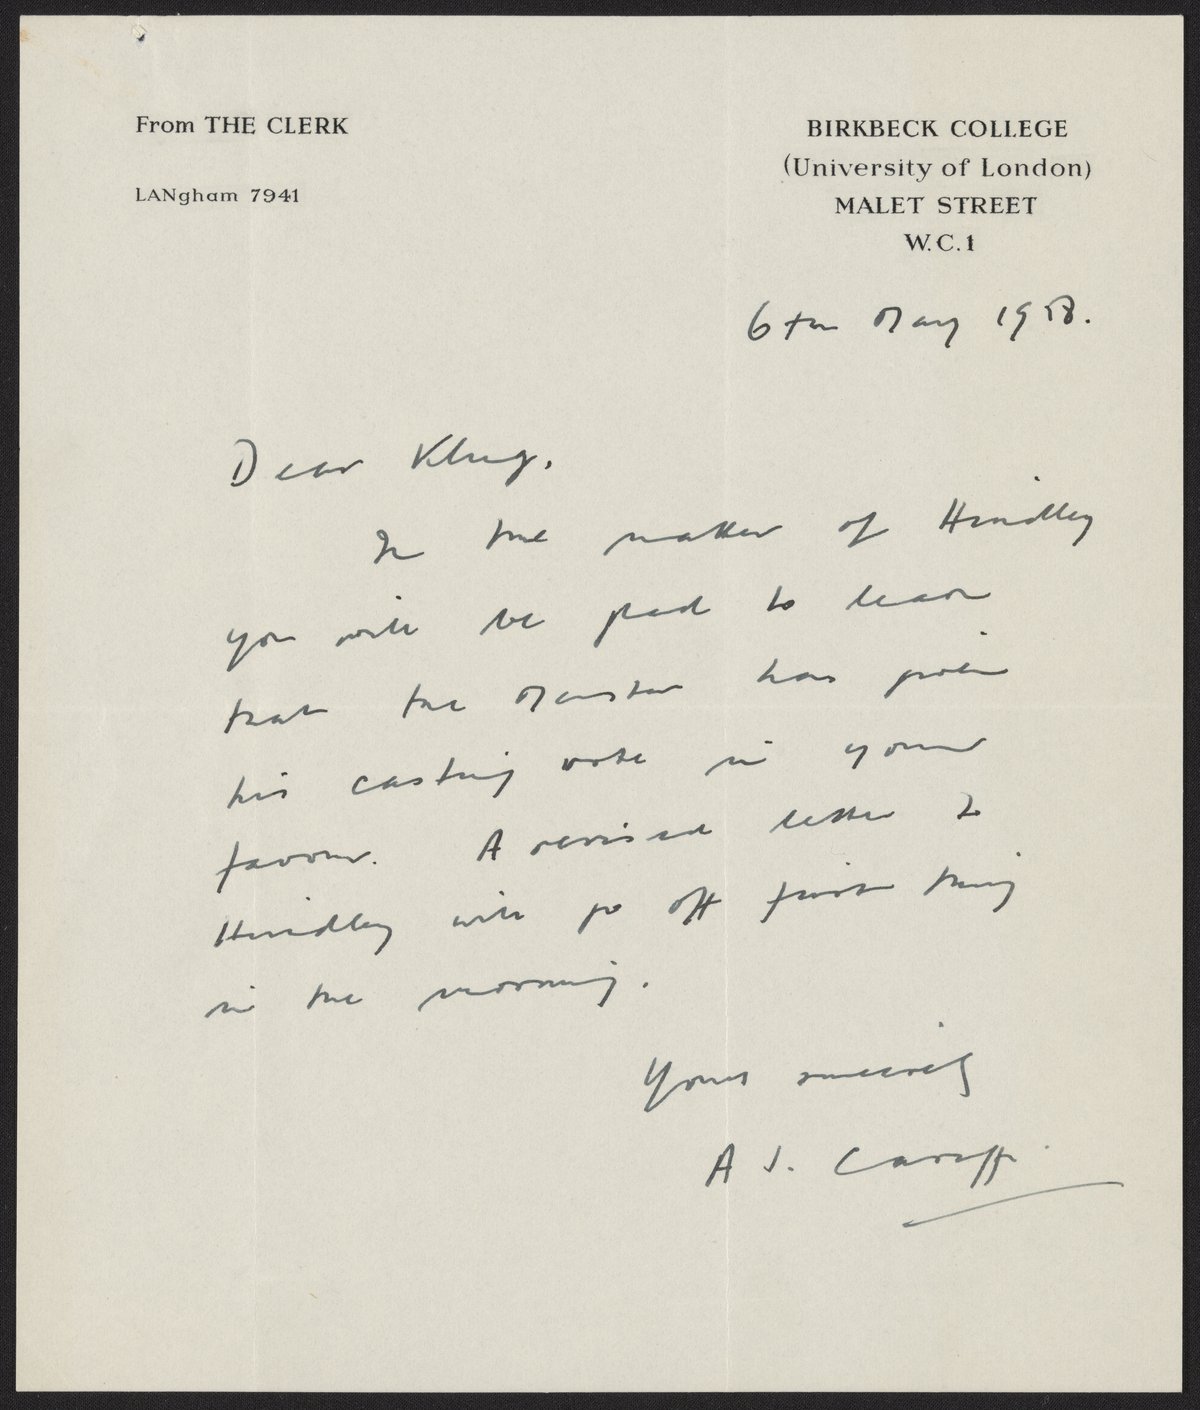 From THE CLERK
LANgham 7941
BIRKBECK COLLEGE
(University of London)
MALET STREET
W.C.1
6th May 1958.
Dear Klug,
In the matter of Hindley
you will be glad to learn
that the Master has given
his casting vote in your
favour. A revised letter to
Hindley will go off first thing
in the morning.
Yours sincerely
A J. Caraffi